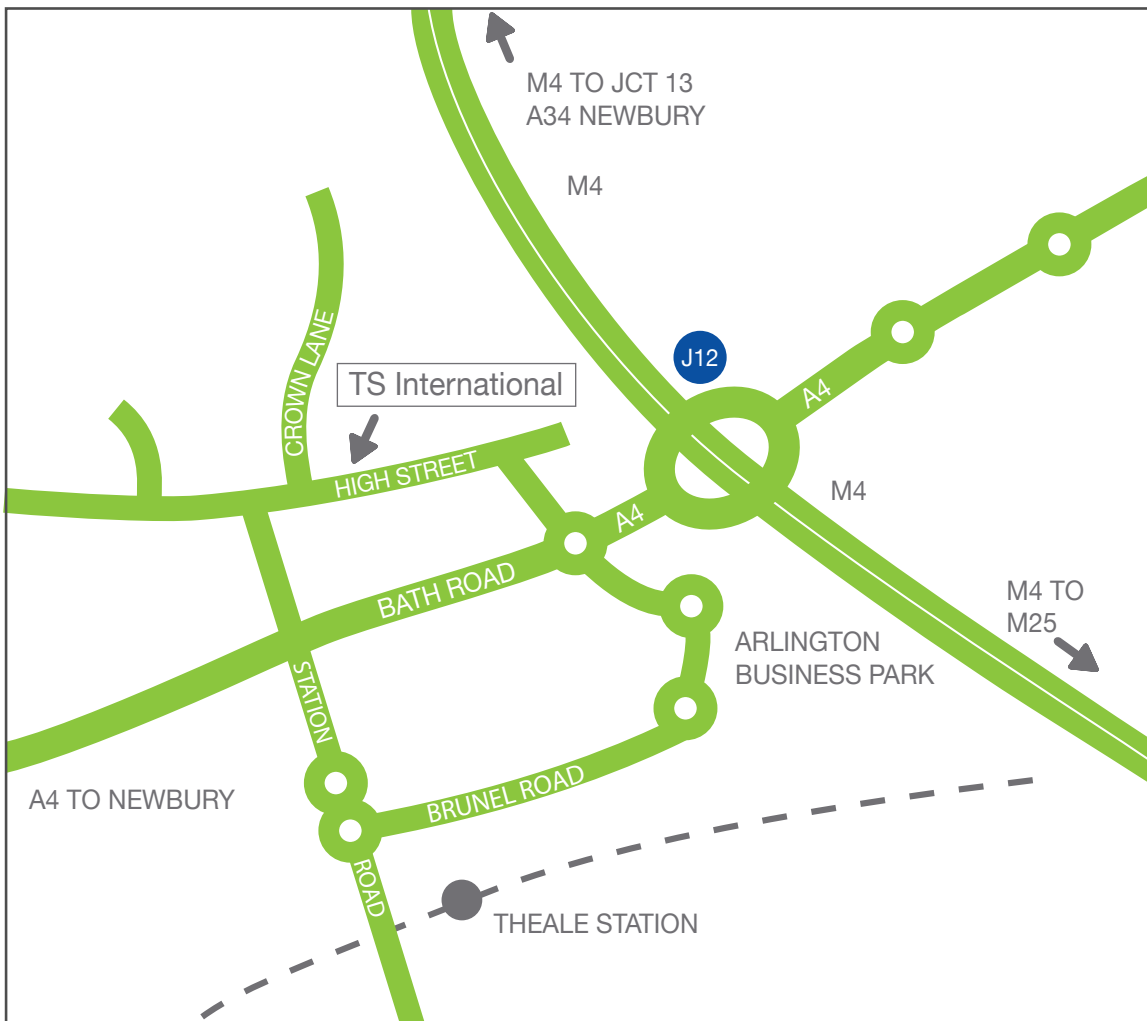 M4 TO JCT 13
A34 NEWBURY
M4
J12
A4
CROWN LANE
TS International
HIGH STREET
A4
M4
BATH ROAD
M4 TO
M25
ARLINGTON
BUSINESS PARK
STATION
A4 TO NEWBURY
BRUNEL ROAD
ROAD
THEALE STATION